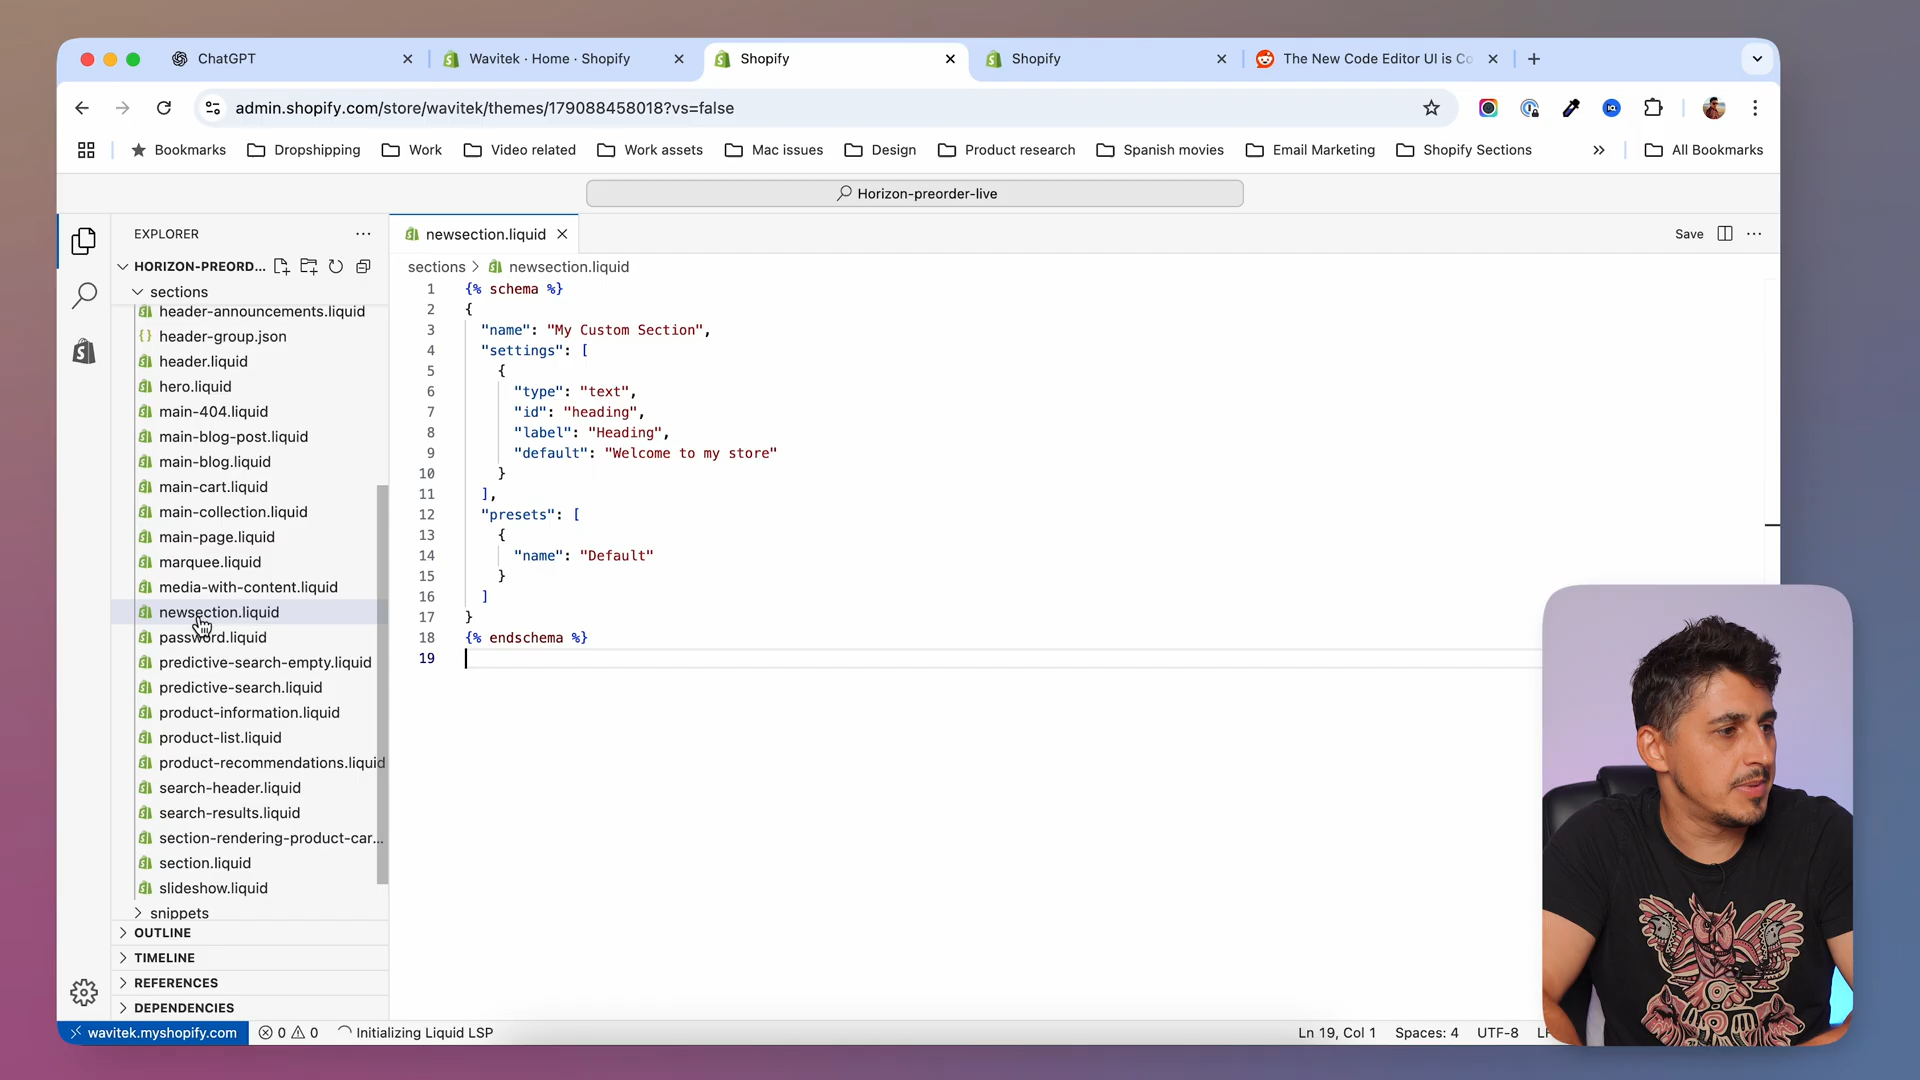 ChatGPT
Wavitek · Home · Shopify
Shopify
Shopify
The New Code Editor UI is Co
admin.shopify.com/store/wavitek/themes/179088458018?vs=false
Bookmarks
Dropshipping
Work
Video related
Work assets
Mac issues
Design
Product research
Spanish movies
Email Marketing
Shopify Sections
All Bookmarks
Horizon-preorder-live
EXPLORER
HORIZON-PREORD...
sections
header-announcements.liquid
header-group.json
header.liquid
hero.liquid
main-404.liquid
main-blog-post.liquid
main-blog.liquid
main-cart.liquid
main-collection.liquid
main-page.liquid
marquee.liquid
media-with-content.liquid
newsection.liquid
password.liquid
predictive-search-empty.liquid
predictive-search.liquid
product-information.liquid
product-list.liquid
product-recommendations.liquid
search-header.liquid
search-results.liquid
section-rendering-product-car...
section.liquid
slideshow.liquid
snippets
OUTLINE
TIMELINE
REFERENCES
DEPENDENCIES
newsection.liquid
Save
sections > newsection.liquid
1 {% schema %}
2 {
3 "name": "My Custom Section",
4 "settings": [
5 {
6 "type": "text",
7 "id": "heading",
8 "label": "Heading",
9 "default": "Welcome to my store"
10 }
11 ],
12 "presets": [
13 {
14 "name": "Default"
15 }
16 ]
17 }
18 {% endschema %}
19
wavitek.myshopify.com
0 0
Initializing Liquid LSP
Ln 19, Col 1
Spaces: 4
UTF-8